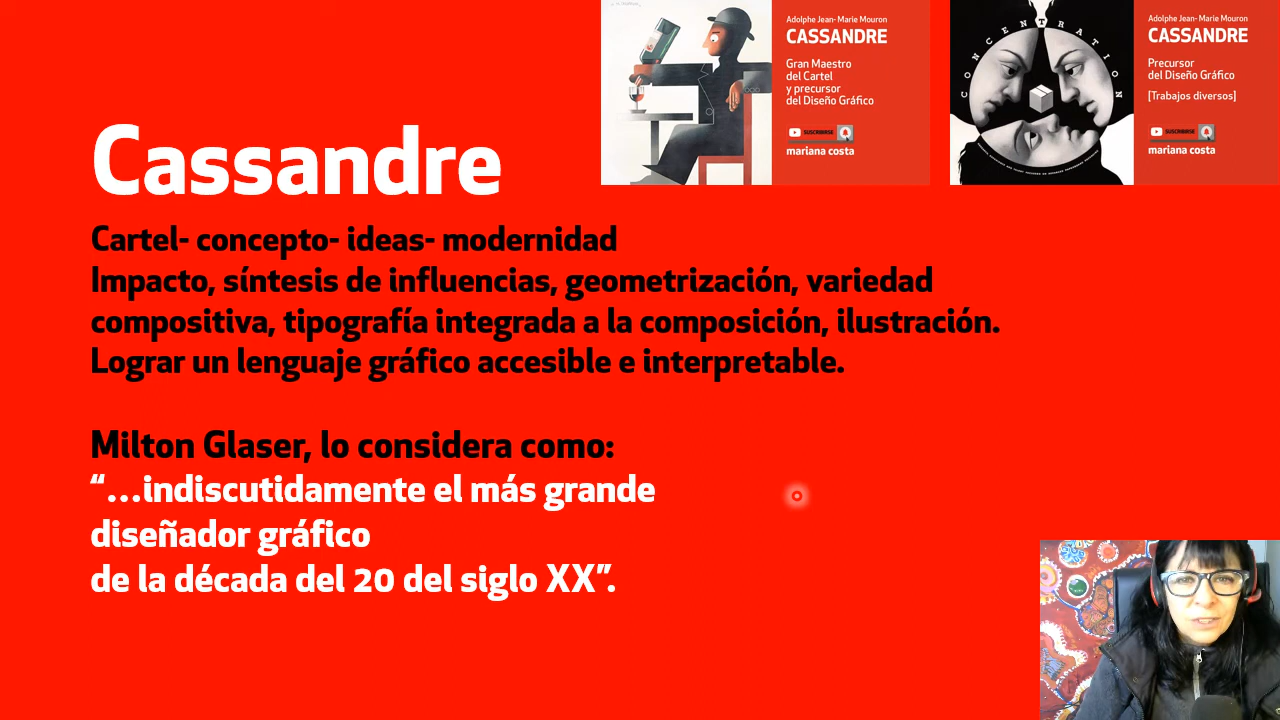 Cassandre
Cartel- concepto- ideas- modernidad
Impacto, síntesis de influencias, geometrización, variedad
compositiva, tipografía integrada a la composición, ilustración.
Lograr un lenguaje gráfico accesible e interpretable.
Milton Glaser, lo considera como:
“...indiscutidamente el más grande
diseñador gráfico
de la década del 20 del siglo XX”.
Adolphe Jean- Marie Mouron
CASSANDRE
Gran Maestro
del Cartel
y precursor
del Diseño Gráfico
SUSCRIBIRSE
mariana costa
CONCENTRATION
Adolphe Jean- Marie Mouron
CASSANDRE
Precursor
del Diseño Gráfico
[Trabajos diversos]
SUSCRIBIRSE
mariana costa